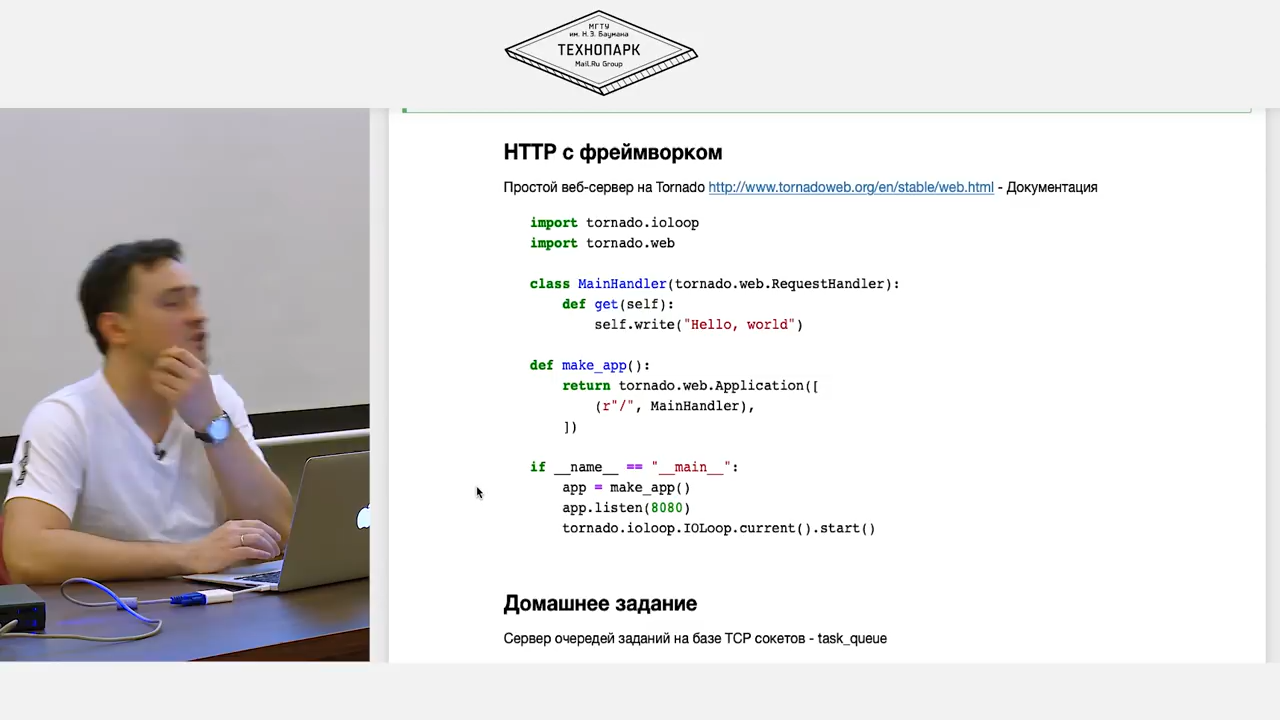 МГТУ
им. Н.Э. Баумана
ТЕХНОПАРК
Mail.Ru Group
HTTP с фреймворком
Простой веб-сервер на Tornado http://www.tornadoweb.org/en/stable/web.html - Документация
import tornado.ioloop
import tornado.web
class MainHandler(tornado.web.RequestHandler):
def get(self):
self.write("Hello, world")
def make_app():
return tornado.web.Application([
(r"/", MainHandler),
])
if __name__ == "__main__":
app = make_app()
app.listen(8080)
tornado.ioloop.IOLoop.current().start()
Домашнее задание
Сервер очередей заданий на базе TCP сокетов - task_queue